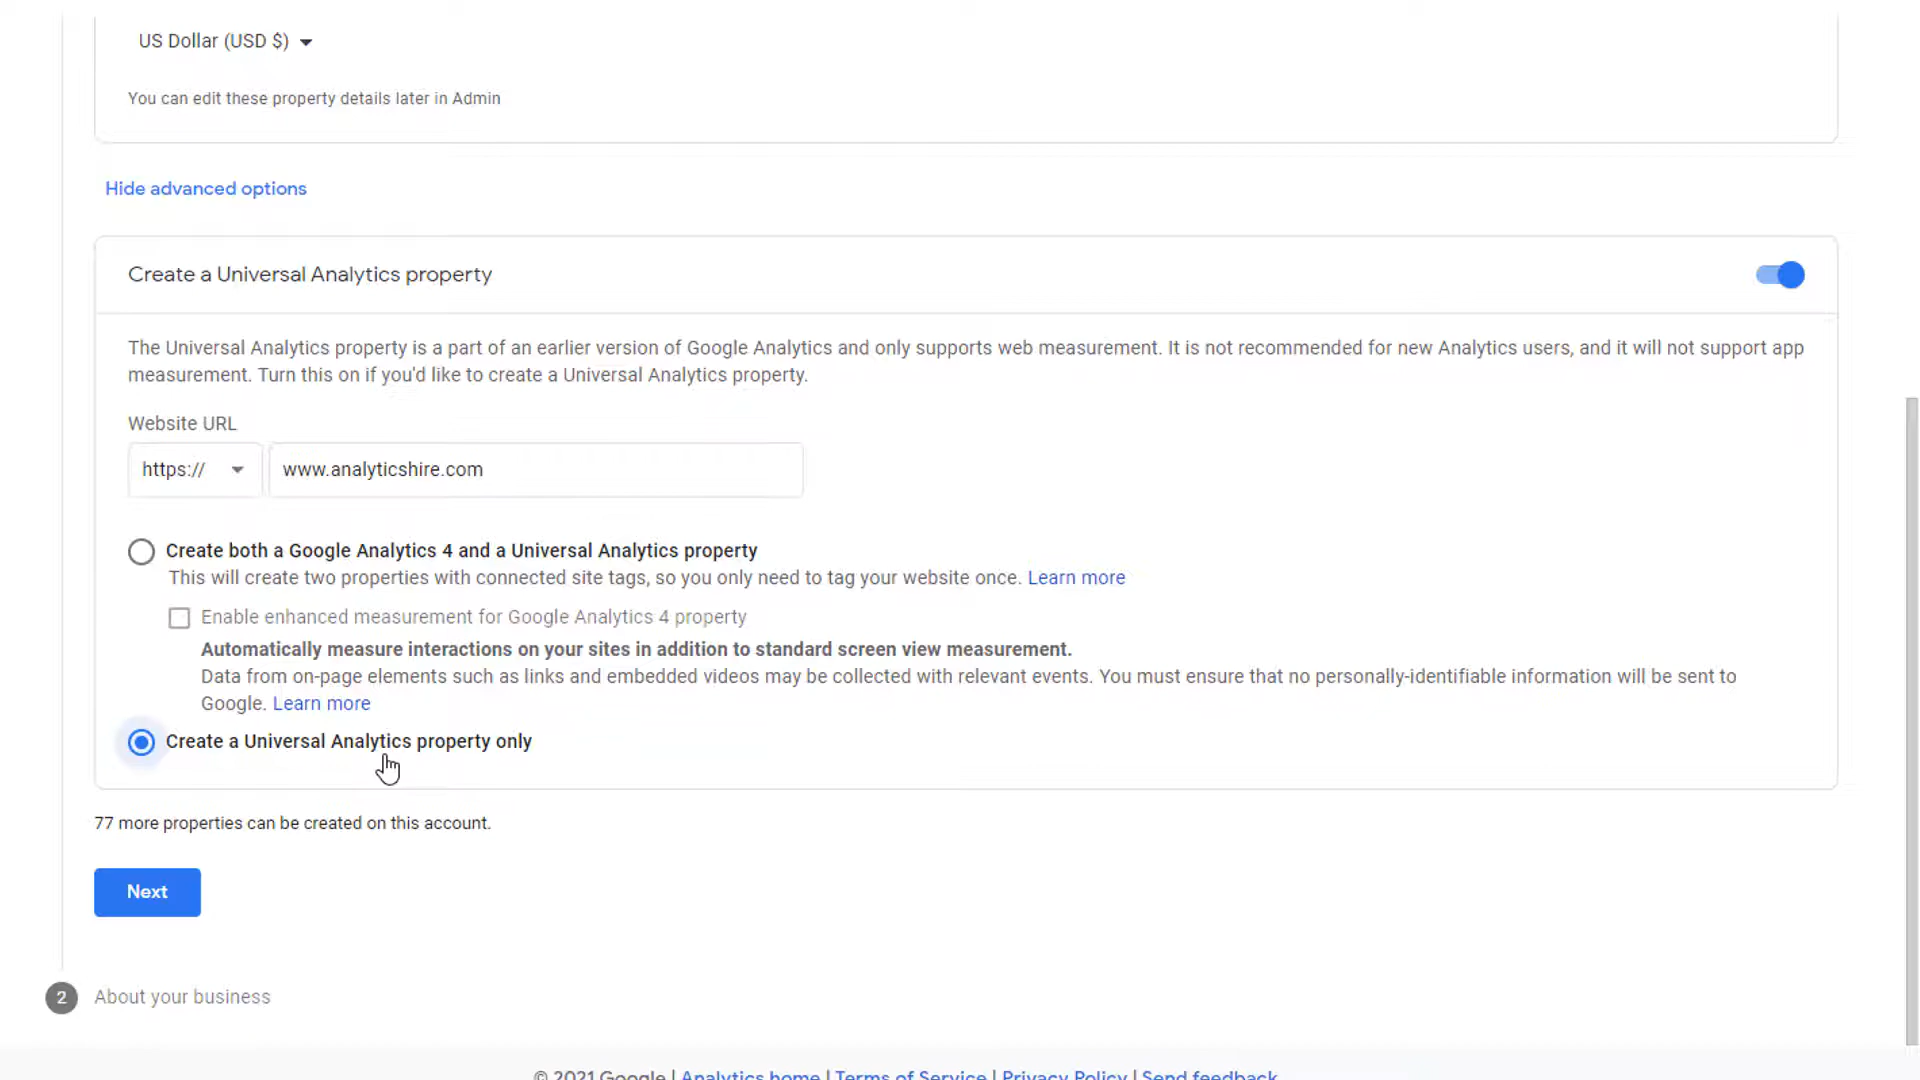 US Dollar (USD $)
You can edit these property details later in Admin
Hide advanced options
Create a Universal Analytics property
The Universal Analytics property is a part of an earlier version of Google Analytics and only supports web measurement. It is not recommended for new Analytics users, and it will not support app
measurement. Turn this on if you'd like to create a Universal Analytics property.
Website URL
https:// www.analyticshire.com
Create both a Google Analytics 4 and a Universal Analytics property
This will create two properties with connected site tags, so you only need to tag your website once. Learn more
Enable enhanced measurement for Google Analytics 4 property
Automatically measure interactions on your sites in addition to standard screen view measurement.
Data from on-page elements such as links and embedded videos may be collected with relevant events. You must ensure that no personally-identifiable information will be sent to
Google. Learn more
Create a Universal Analytics property only
77 more properties can be created on this account.
Next
2 About your business
© 2021 Google | Analytics home | Terms of Service | Privacy Policy | Send feedback